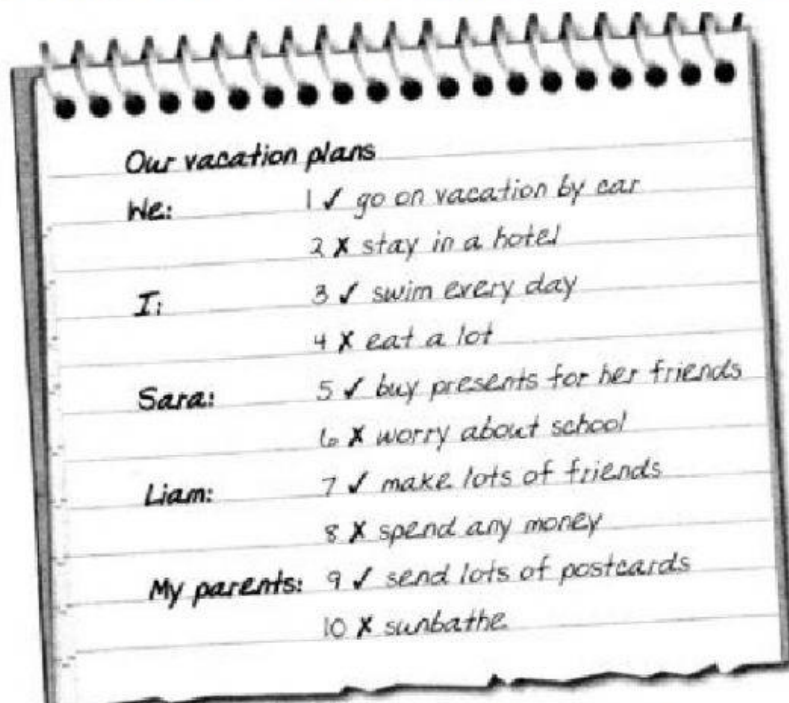 Our vacation plans
We: 1 ✓ go on vacation by car
2 ✗ stay in a hotel
I: 3 ✓ swim every day
4 ✗ eat a lot
Sara: 5 ✓ buy presents for her friends
6 ✗ worry about school
Liam: 7 ✓ make lots of friends
8 ✗ spend any money
My parents: 9 ✓ send lots of postcards
10 ✗ sunbathe